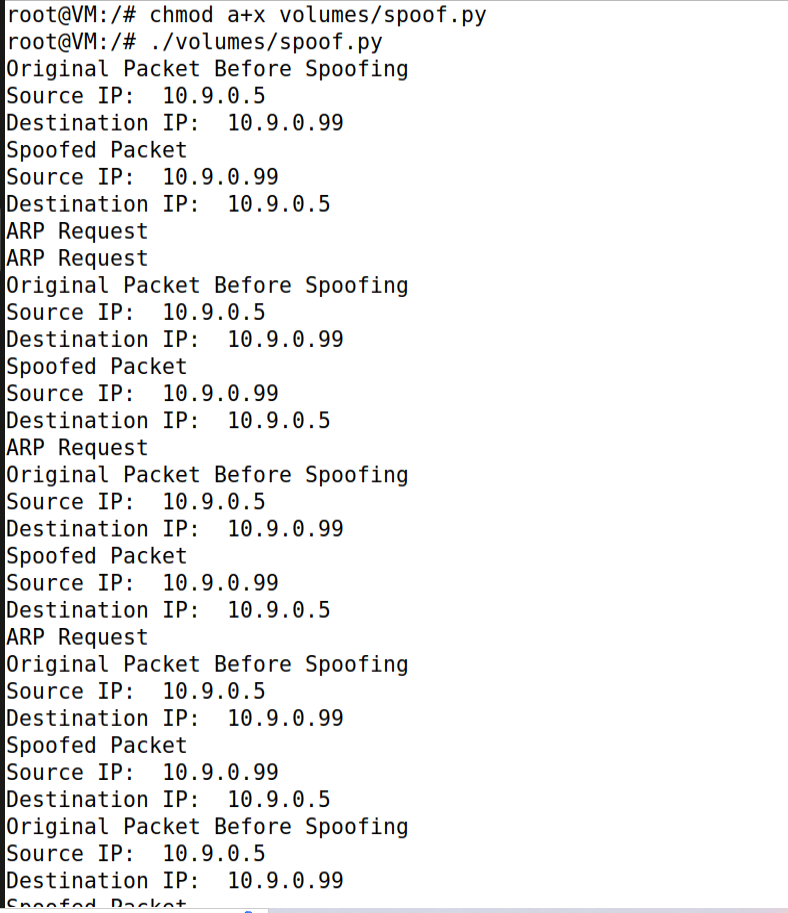 root@VM:/# chmod a+x volumes/spoof.py
root@VM:/# ./volumes/spoof.py
Original Packet Before Spoofing
Source IP:  10.9.0.5
Destination IP:  10.9.0.99
Spoofed Packet
Source IP:  10.9.0.99
Destination IP:  10.9.0.5
ARP Request
ARP Request
Original Packet Before Spoofing
Source IP:  10.9.0.5
Destination IP:  10.9.0.99
Spoofed Packet
Source IP:  10.9.0.99
Destination IP:  10.9.0.5
ARP Request
Original Packet Before Spoofing
Source IP:  10.9.0.5
Destination IP:  10.9.0.99
Spoofed Packet
Source IP:  10.9.0.99
Destination IP:  10.9.0.5
ARP Request
Original Packet Before Spoofing
Source IP:  10.9.0.5
Destination IP:  10.9.0.99
Spoofed Packet
Source IP:  10.9.0.99
Destination IP:  10.9.0.5
Original Packet Before Spoofing
Source IP:  10.9.0.5
Destination IP:  10.9.0.99
Spoofed Packet